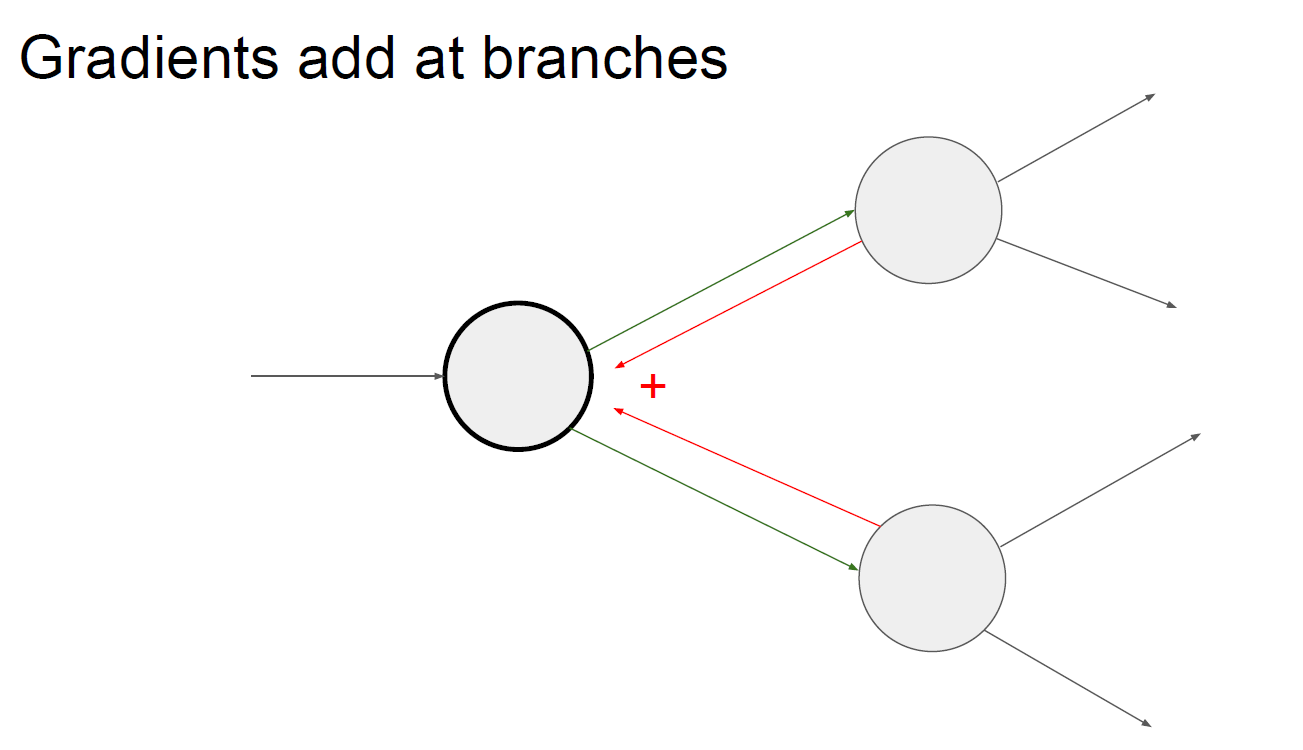 Gradients add at branches
+